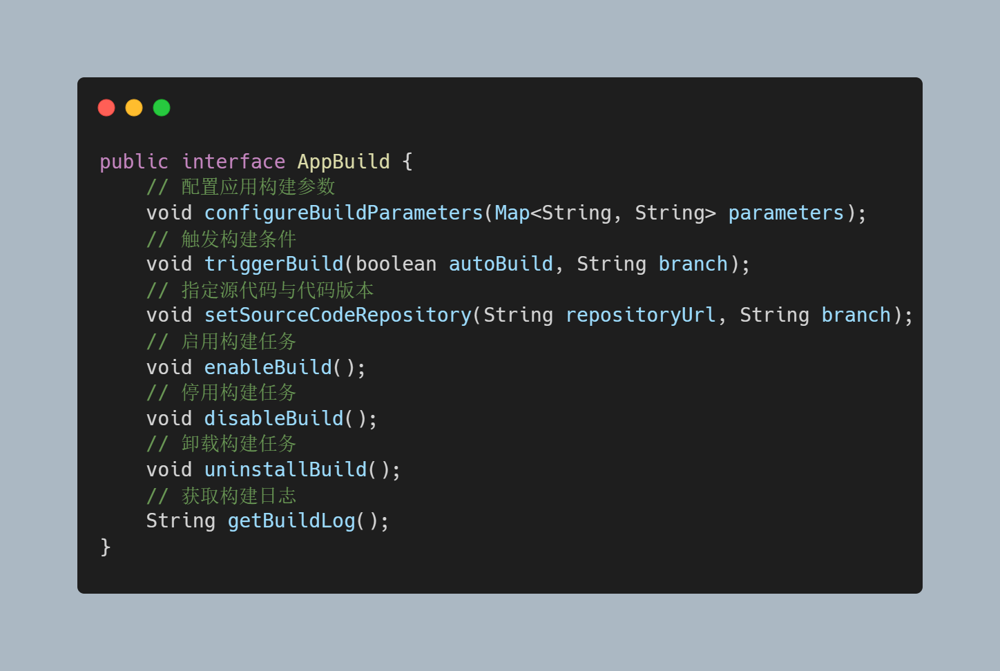 public interface AppBuild {
    // 配置应用构建参数
    void configureBuildParameters(Map<String, String> parameters);
    // 触发构建条件
    void triggerBuild(boolean autoBuild, String branch);
    // 指定源代码与代码版本
    void setSourceCodeRepository(String repositoryUrl, String branch);
    // 启用构建任务
    void enableBuild();
    // 停用构建任务
    void disableBuild();
    // 卸载构建任务
    void uninstallBuild();
    // 获取构建日志
    String getBuildLog();
}